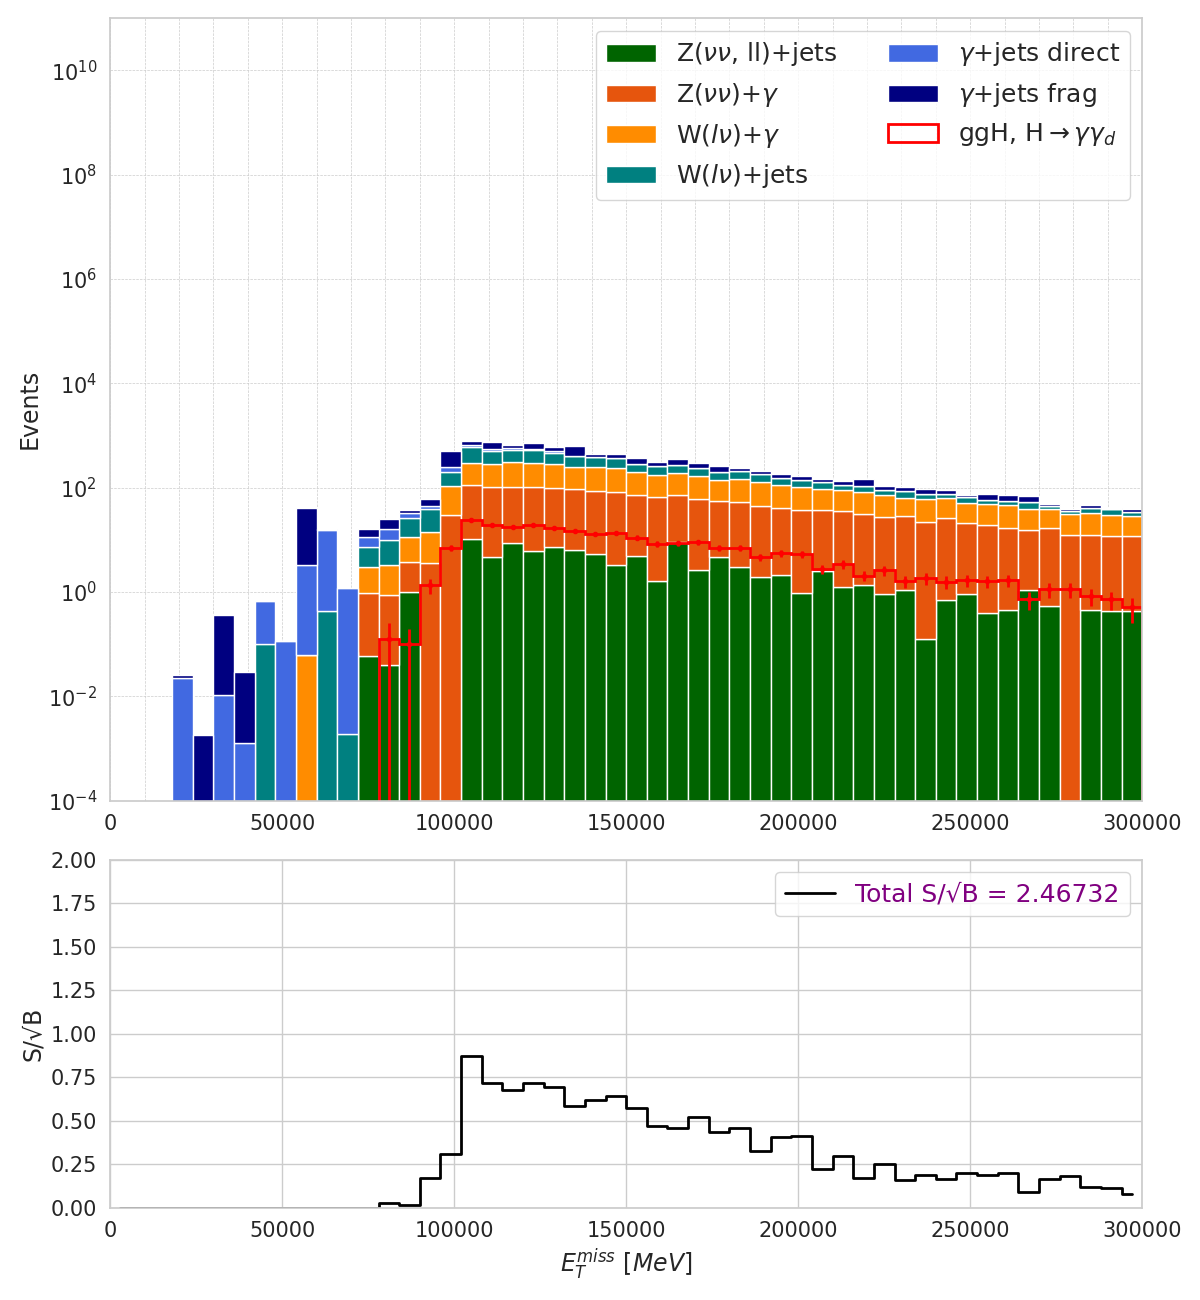 Z(νν, ll)+jets
Z(νν)+γ
W(lν)+γ
W(lν)+jets
γ+jets direct
γ+jets frag
ggH, H→γγ_d
Events
10^10
10^8
10^6
10^4
10^2
10^0
10^−2
10^−4
0 50000 100000 150000 200000 250000 300000
Total S/√B = 2.46732
S/√B
2.00
1.75
1.50
1.25
1.00
0.75
0.50
0.25
0.00
0 50000 100000 150000 200000 250000 300000
E_T^miss [MeV]